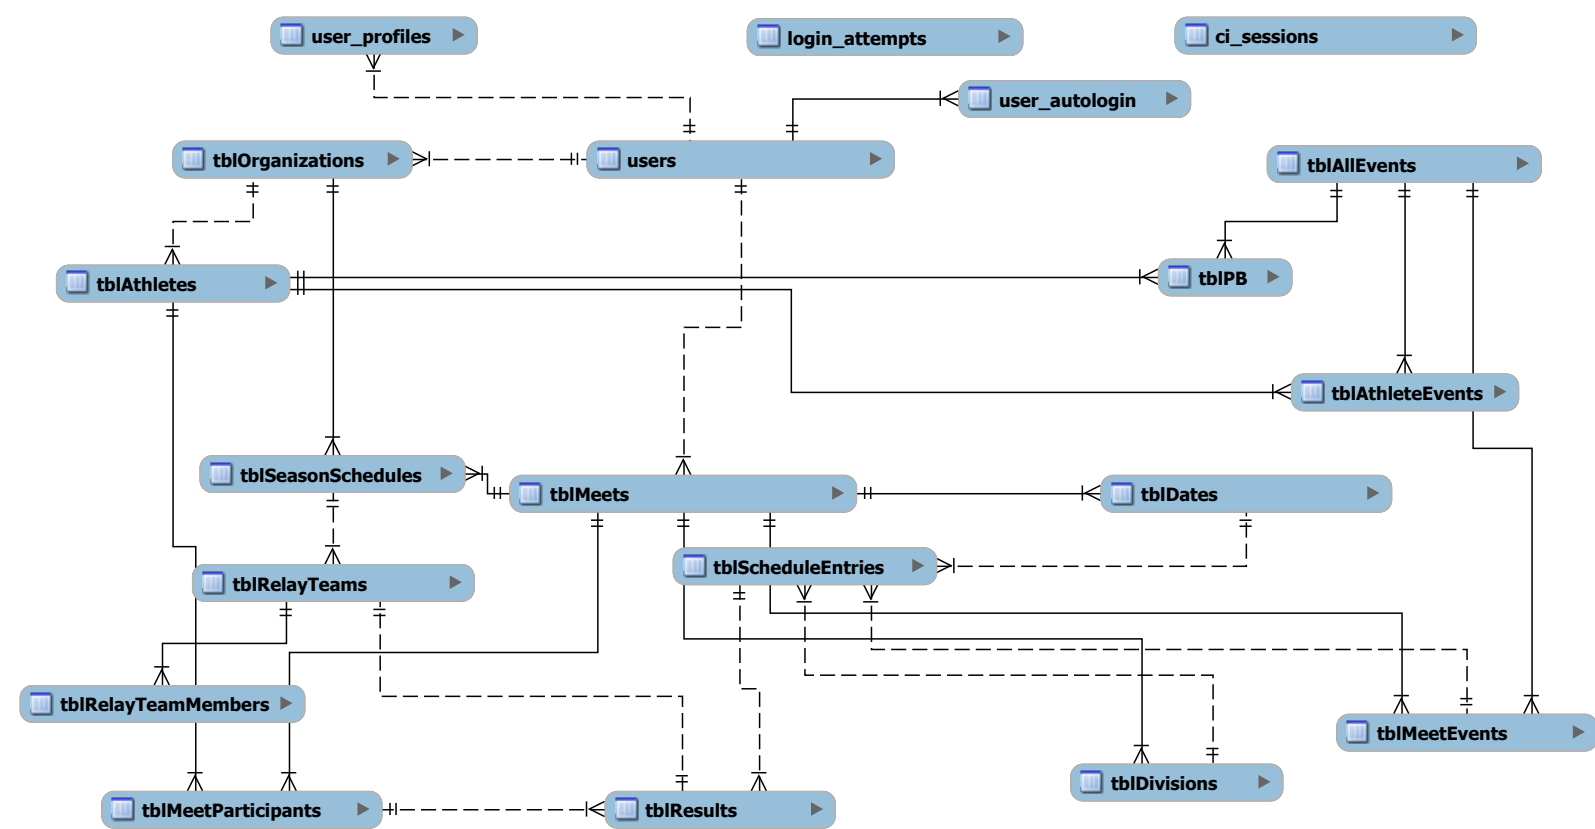 user_profiles
login_attempts
ci_sessions
user_autologin
tblOrganizations
users
tblAllEvents
tblAthletes
tblPB
tblAthleteEvents
tblSeasonSchedules
tblMeets
tblDates
tblScheduleEntries
tblRelayTeams
tblRelayTeamMembers
tblMeetEvents
tblDivisions
tblMeetParticipants
tblResults